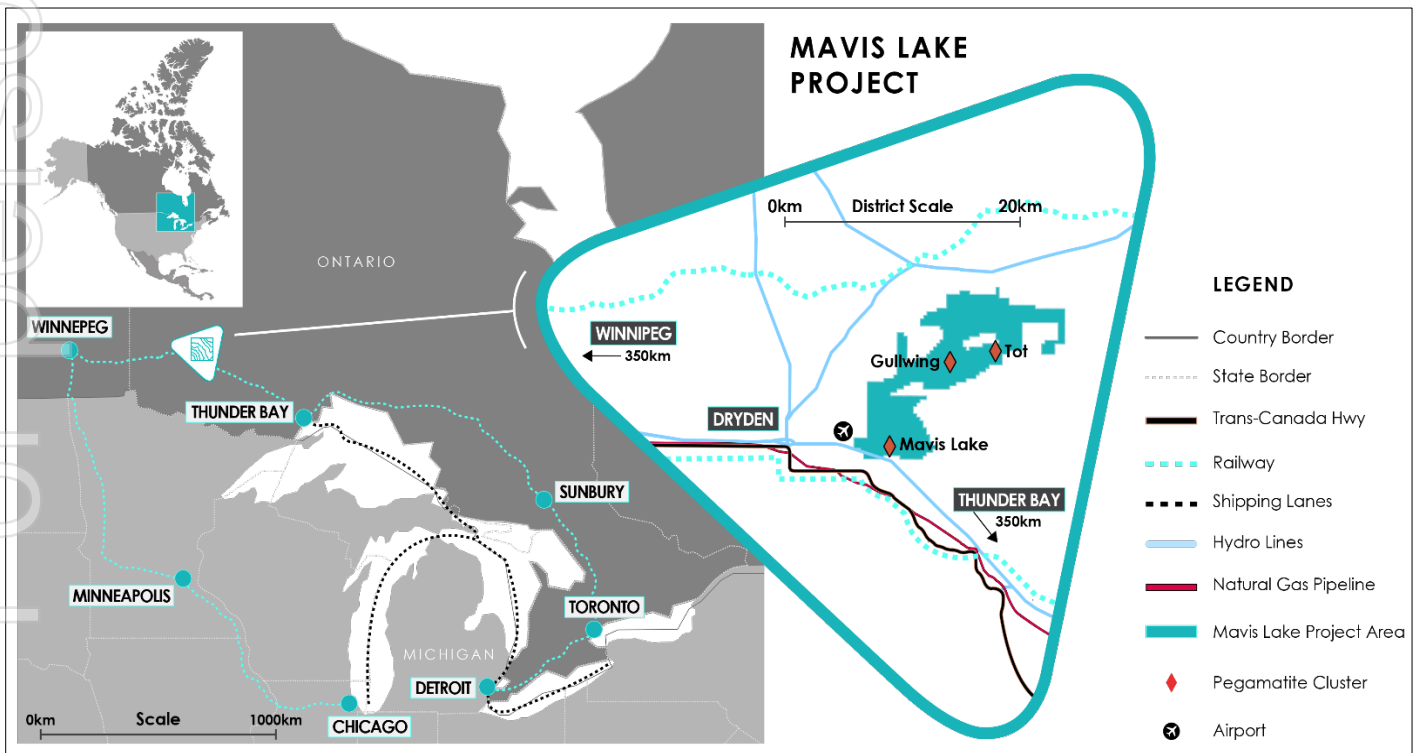 MAVIS LAKE
PROJECT
0km District Scale 20km
ONTARIO
WINNEPEG
THUNDER BAY
SUNBURY
MINNEAPOLIS
TORONTO
MICHIGAN
DETROIT
CHICAGO
0km Scale 1000km
WINNIPEG
350km
Gullwing
Tot
DRYDEN
Mavis Lake
THUNDER BAY
350km
LEGEND
Country Border
State Border
Trans-Canada Hwy
Railway
Shipping Lanes
Hydro Lines
Natural Gas Pipeline
Mavis Lake Project Area
Pegamatite Cluster
Airport